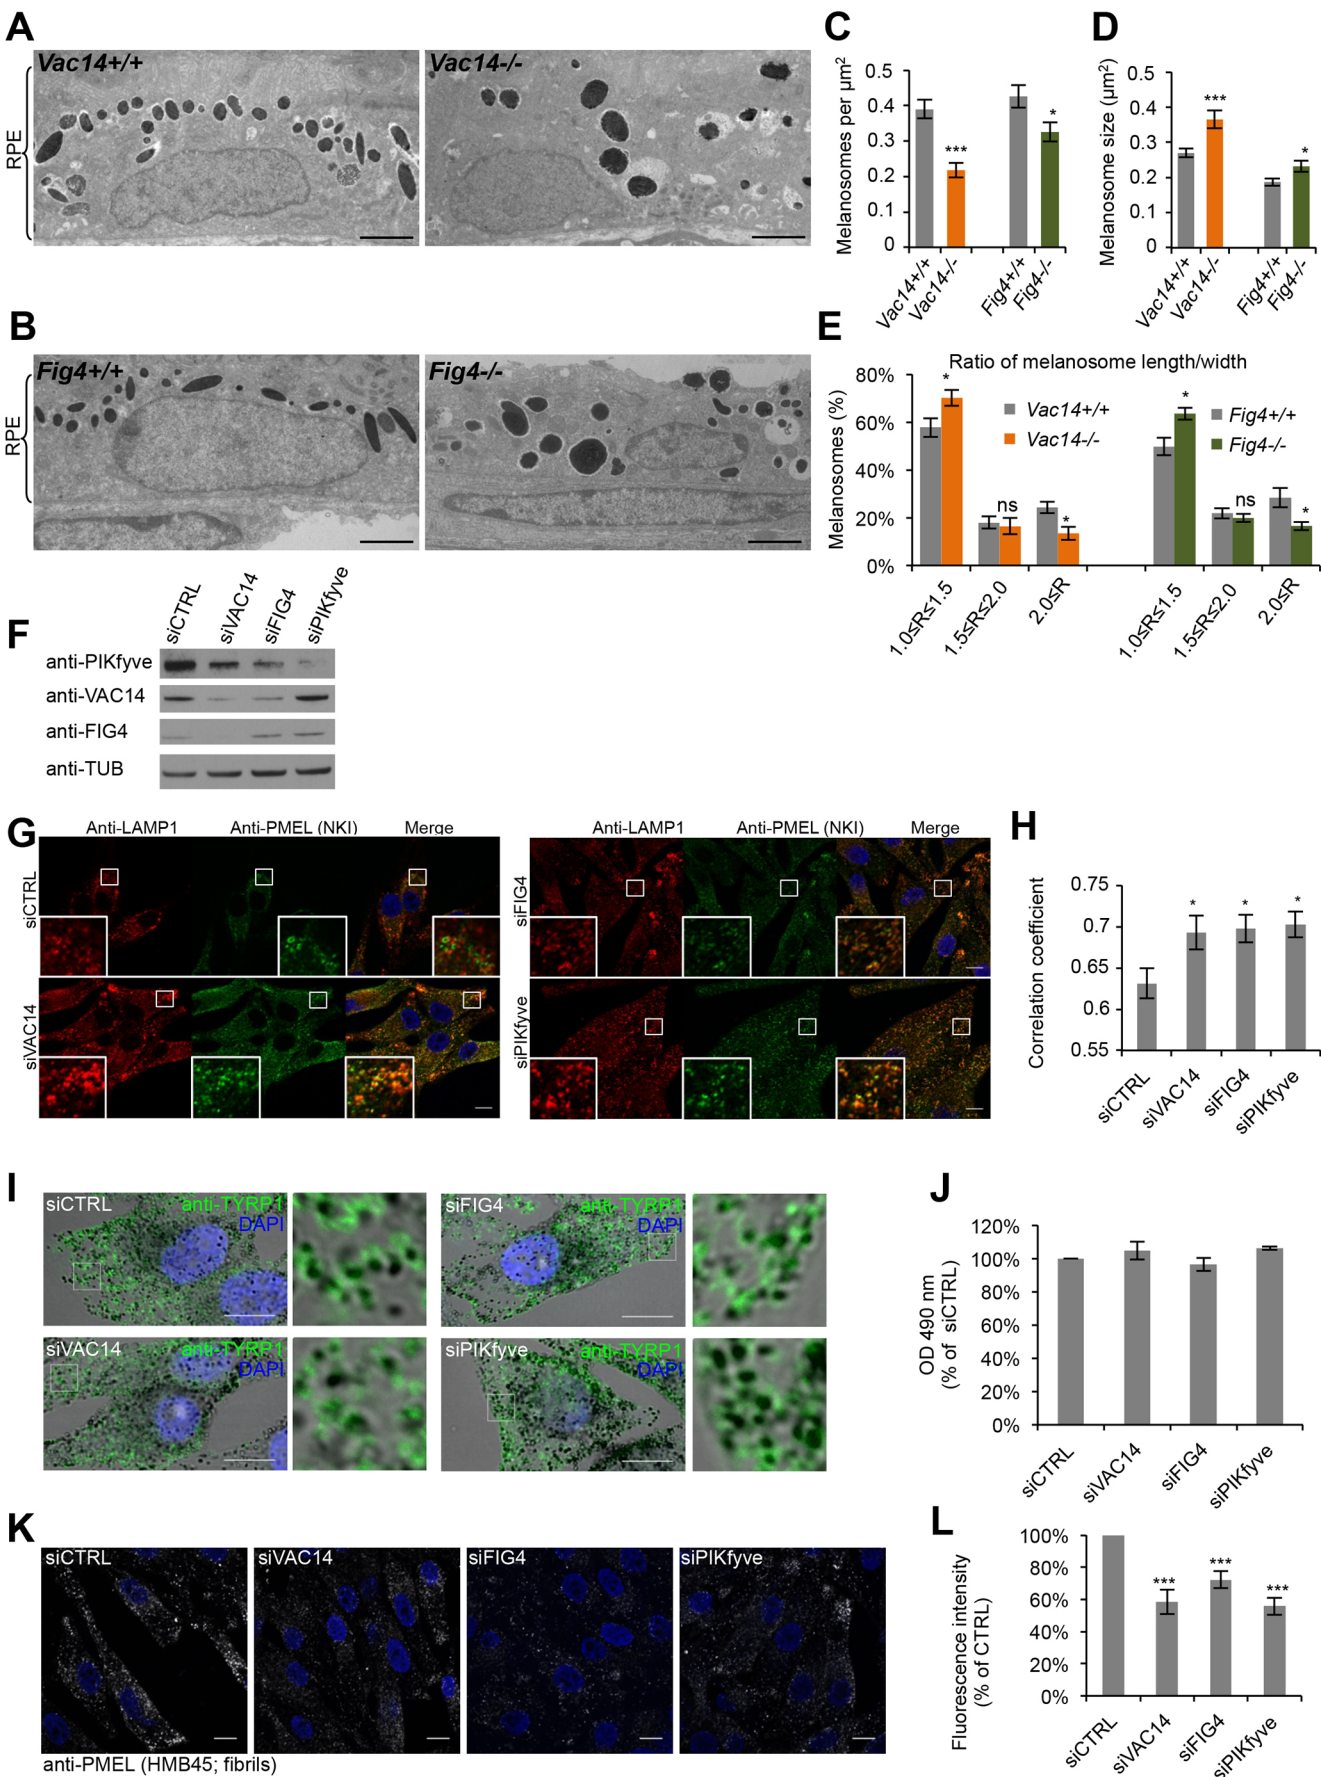 A
Vac14+/+
Vac14-/-
RPE
B
Fig4+/+
Fig4-/-
RPE
C
Melanosomes per µm2
0.5
0.4
0.3
0.2
0.1
0
***
*
Vac14+/+
Vac14-/-
Fig4+/+
Fig4-/-
D
Melanosome size (µm2)
0.5
0.4
0.3
0.2
0.1
0
***
*
Vac14+/+
Vac14-/-
Fig4+/+
Fig4-/-
E
Ratio of melanosome length/width
Melanosomes (%)
80%
60%
40%
20%
0%
Vac14+/+
Vac14-/-
Fig4+/+
Fig4-/-
*
ns
*
*
ns
*
1.0≤R≤1.5
1.5≤R≤2.0
2.0≤R
1.0≤R≤1.5
1.5≤R≤2.0
2.0≤R
F
siCTRL
siVAC14
siFIG4
siPIKfyve
anti-PIKfyve
anti-VAC14
anti-FIG4
anti-TUB
G
Anti-LAMP1
Anti-PMEL (NKI)
Merge
siCTRL
siVAC14
Anti-LAMP1
Anti-PMEL (NKI)
Merge
siFIG4
siPIKfyve
H
Correlation coefficient
0.75
0.7
0.65
0.6
0.55
*
*
*
siCTRL
siVAC14
siFIG4
siPIKfyve
I
siCTRL
anti-TYRP1
DAPI
siFIG4
anti-TYRP1
DAPI
siVAC14
anti-TYRP1
DAPI
siPIKfyve
anti-TYRP1
DAPI
J
OD 490 nm
(% of siCTRL)
120%
100%
80%
60%
40%
20%
0%
siCTRL
siVAC14
siFIG4
siPIKfyve
K
siCTRL
siVAC14
siFIG4
siPIKfyve
anti-PMEL (HMB45; fibrils)
L
Fluorescence intensity
(% of CTRL)
100%
80%
60%
40%
20%
0%
***
***
***
siCTRL
siVAC14
siFIG4
siPIKfyve